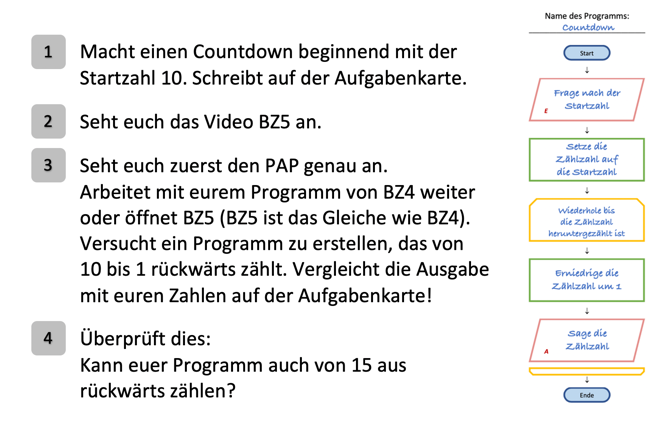 1 Macht einen Countdown beginnend mit der
Startzahl 10. Schreibt auf der Aufgabenkarte.
2 Seht euch das Video BZ5 an.
3 Seht euch zuerst den PAP genau an.
Arbeitet mit eurem Programm von BZ4 weiter
oder öffnet BZ5 (BZ5 ist das Gleiche wie BZ4).
Versucht ein Programm zu erstellen, das von
10 bis 1 rückwärts zählt. Vergleicht die Ausgabe
mit euren Zahlen auf der Aufgabenkarte!
4 Überprüft dies:
Kann euer Programm auch von 15 aus
rückwärts zählen?
Name des Programms:
Countdown
Start
Frage nach der
Startzahl
E
Setze die
Zählzahl auf
die Startzahl
Wiederhole bis
die Zählzahl
heruntergezählt ist
Erniedrige die
Zählzahl um 1
Sage die
Zählzahl
A
Ende